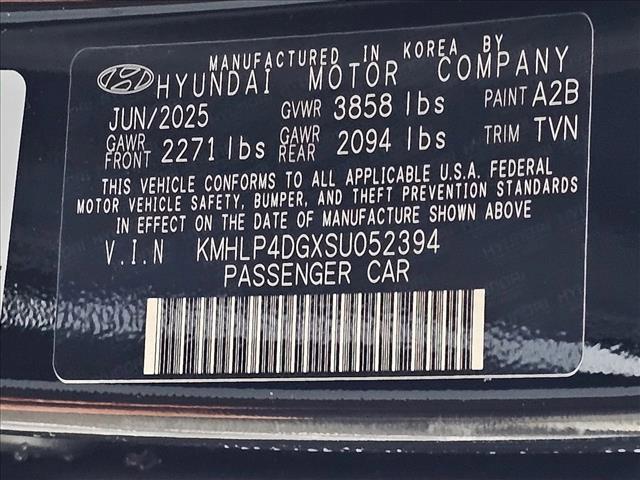 MANUFACTURED IN KOREA BY
HYUNDAI MOTOR COMPANY
JUN/2025 GVWR 3858 lbs PAINT A2B
GAWR FRONT 2271 lbs GAWR REAR 2094 lbs TRIM TVN
THIS VEHICLE CONFORMS TO ALL APPLICABLE U.S.A. FEDERAL
MOTOR VEHICLE SAFETY, BUMPER, AND THEFT PREVENTION STANDARDS
IN EFFECT ON THE DATE OF MANUFACTURE SHOWN ABOVE
V.I.N KMHLP4DGXSU052394
PASSENGER CAR